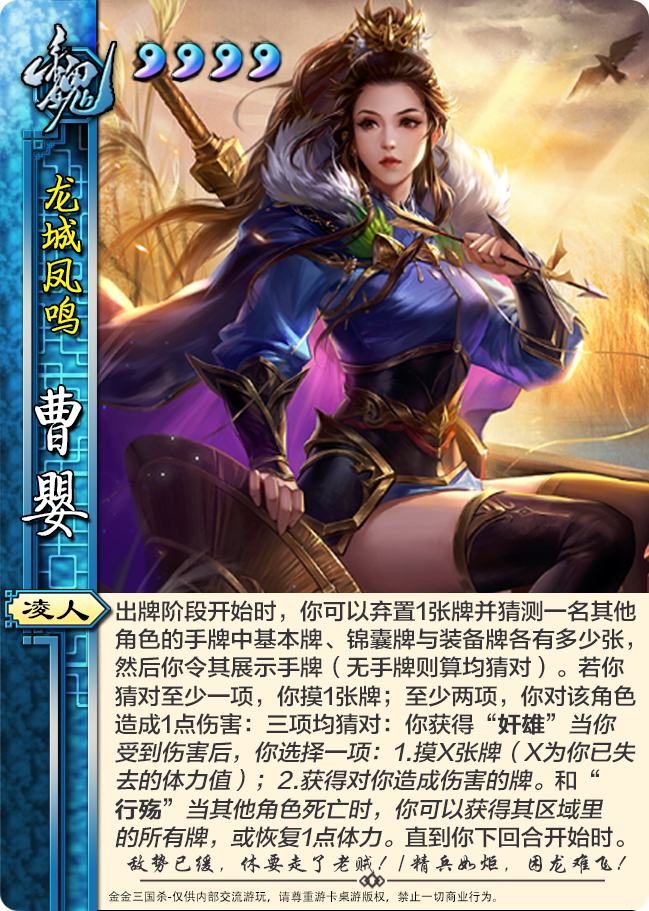 魏
龙城凤鸣
曹婴
凌人
出牌阶段开始时，你可以弃置1张牌并猜测一名其他
角色的手牌中基本牌、锦囊牌与装备牌各有多少张，
然后你令其展示手牌（无手牌则算均猜对）。若你
猜对至少一项，你摸1张牌；至少两项，你对该角色
造成1点伤害：三项均猜对：你获得“奸雄”当你
受到伤害后，你选择一项：1.摸X张牌（X为你已失
去的体力值）；2.获得对你造成伤害的牌。和“
行殇”当其他角色死亡时，你可以获得其区域里
的所有牌，或恢复1点体力。直到你下回合开始时。
敌势已缓，休要走了老贼！/精兵如炬，困龙难飞！
金金三国杀-仅供内部交流游玩，请尊重游卡桌游版权，禁止一切商业行为。